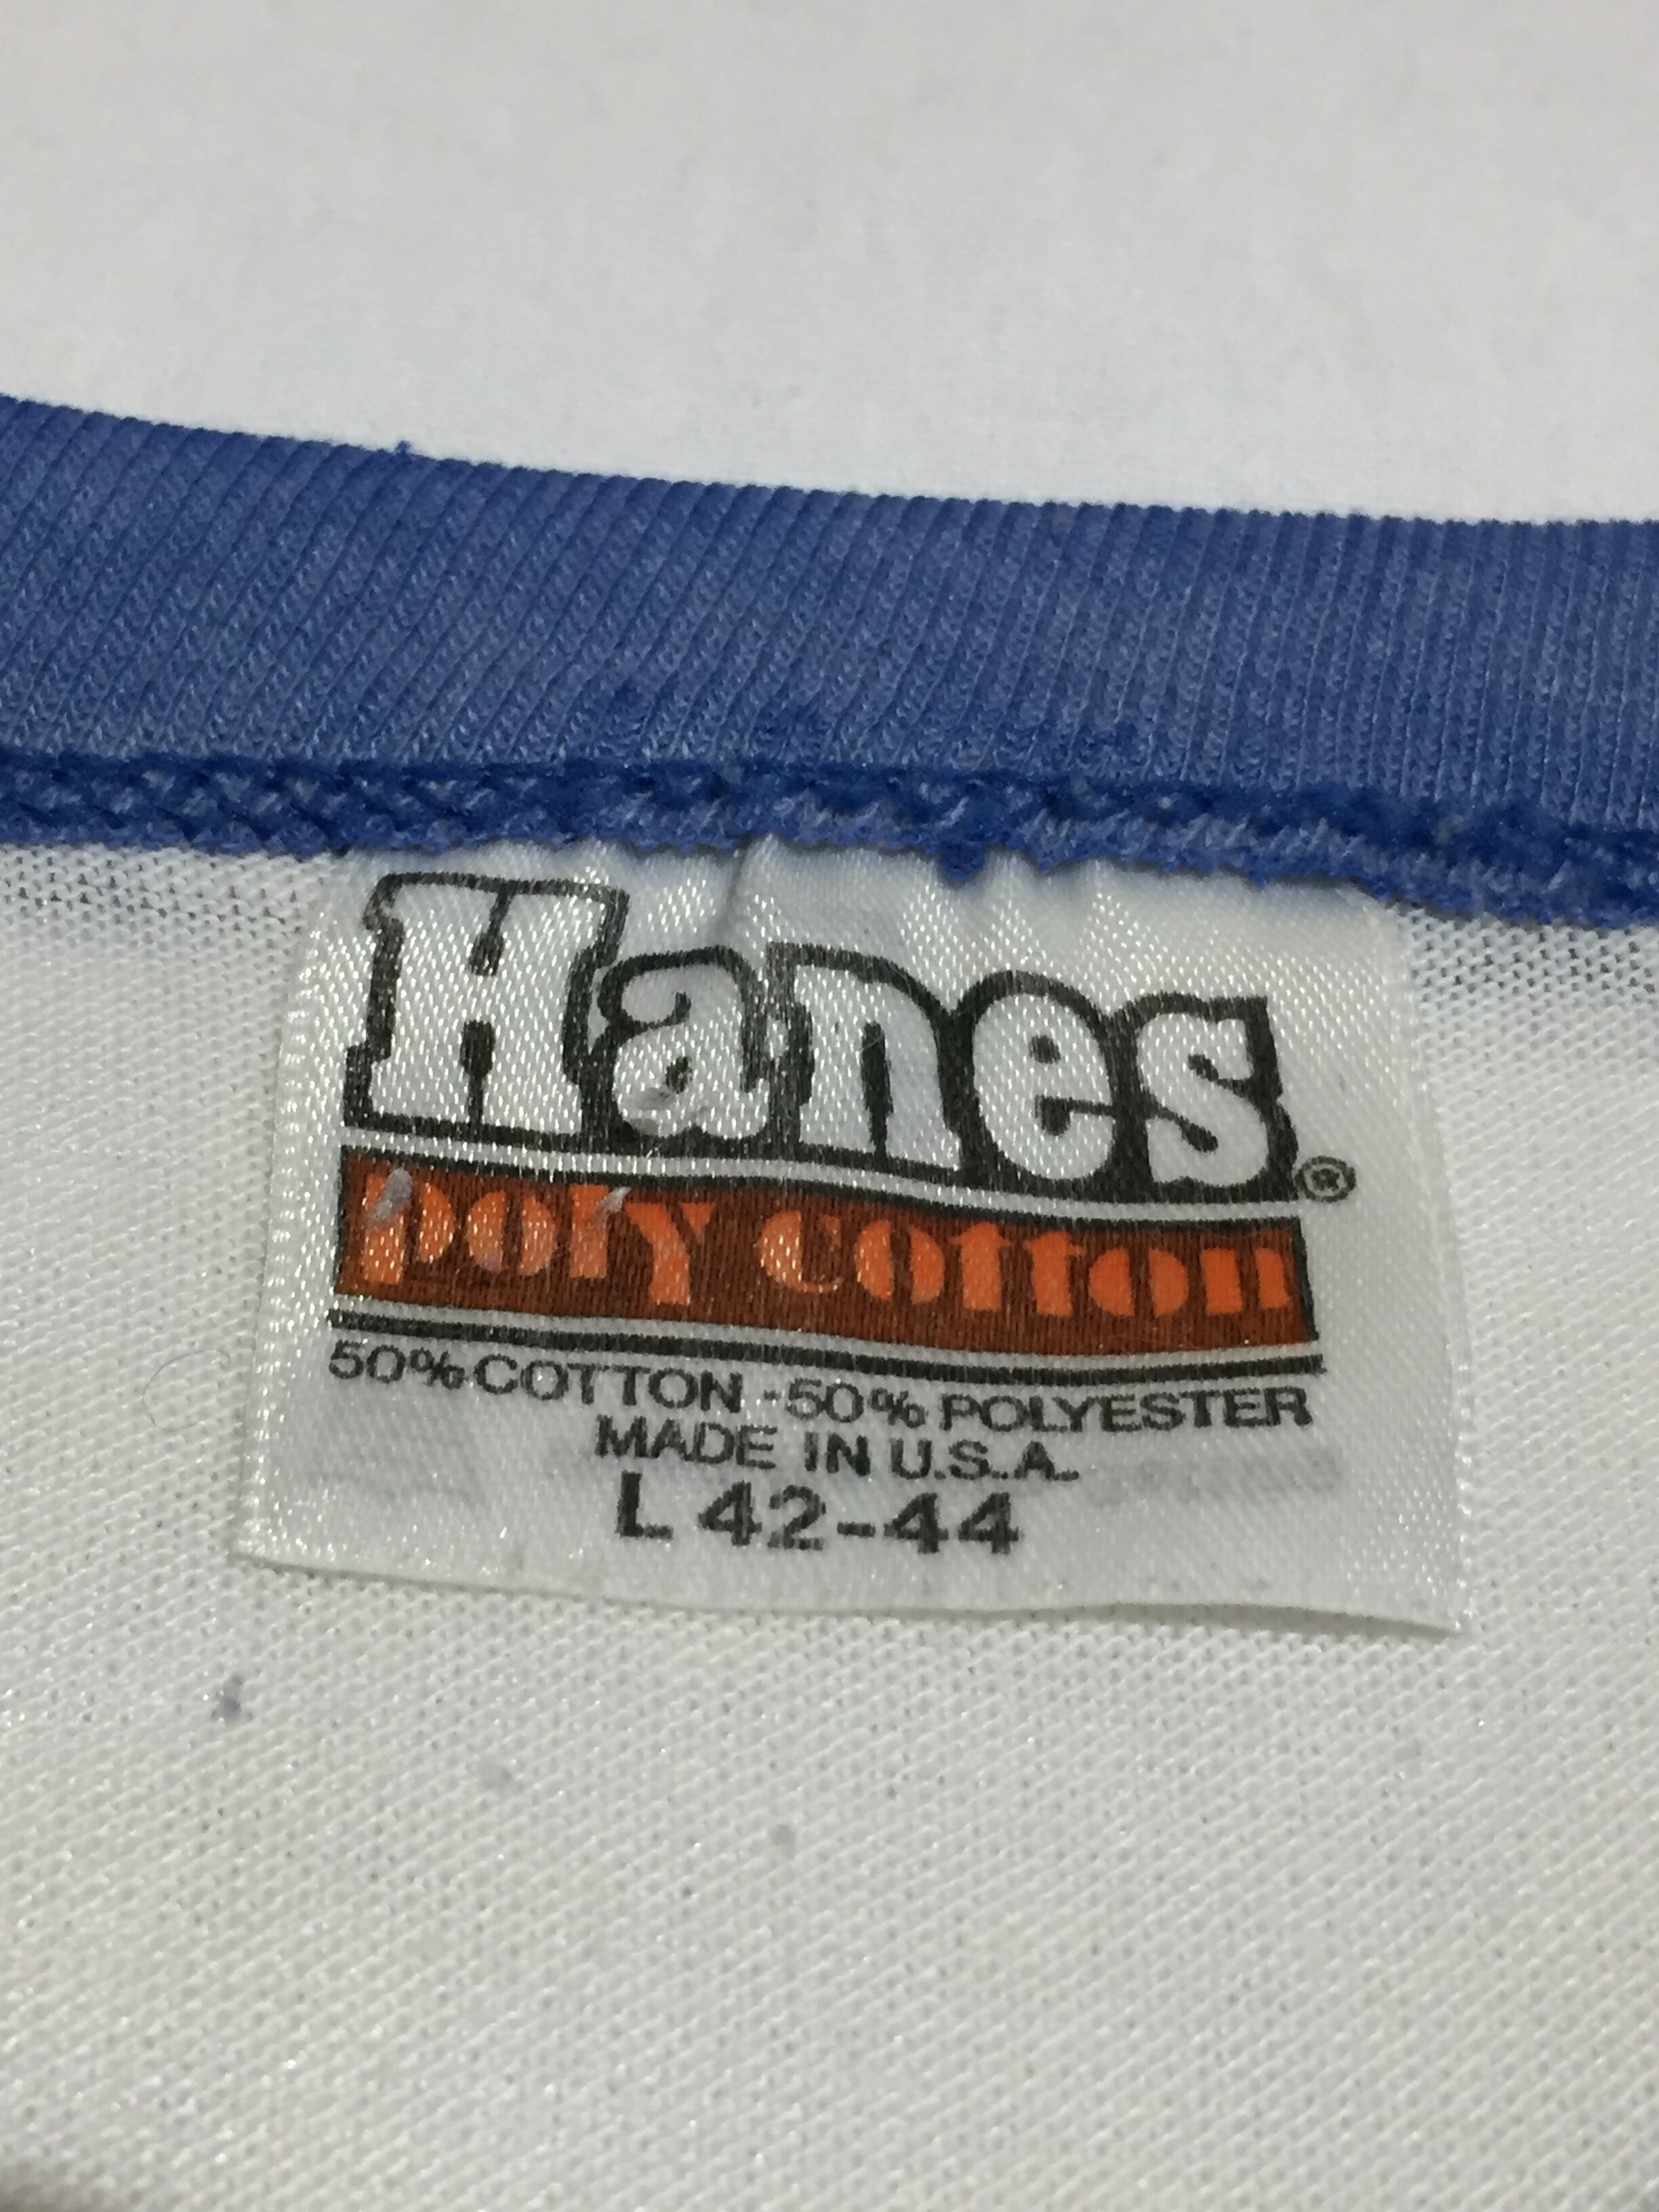 Hanes®
poly cotton
50% COTTON - 50% POLYESTER
MADE IN U.S.A.
L 42-44